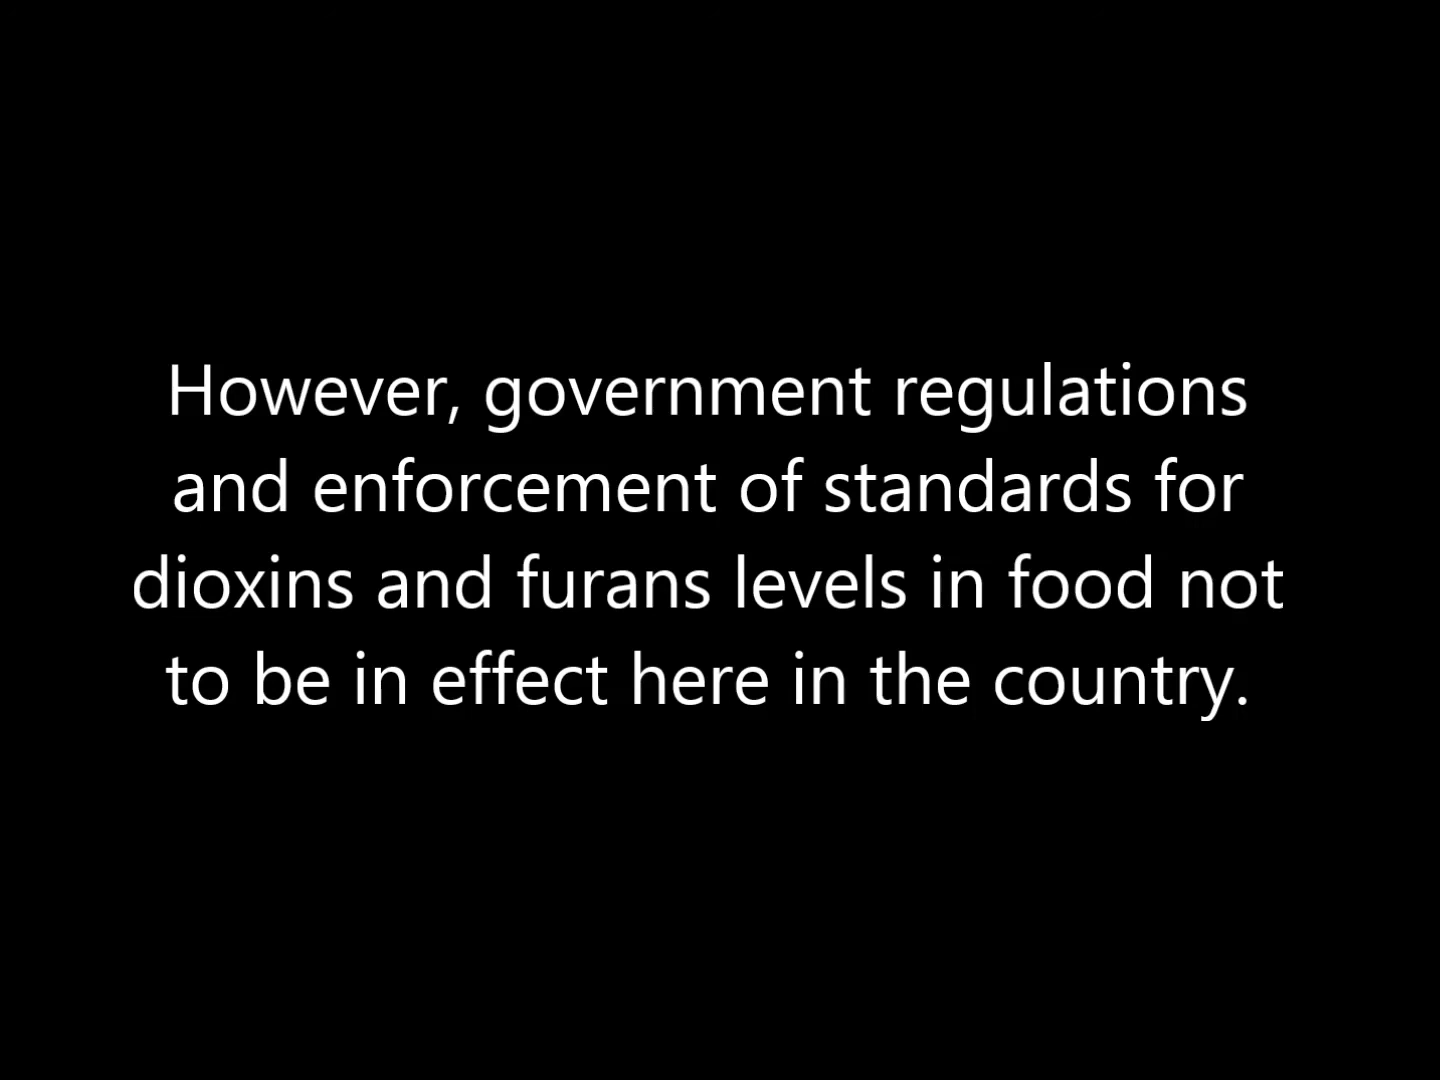 However, government regulations
and enforcement of standards for
dioxins and furans levels in food not
to be in effect here in the country.